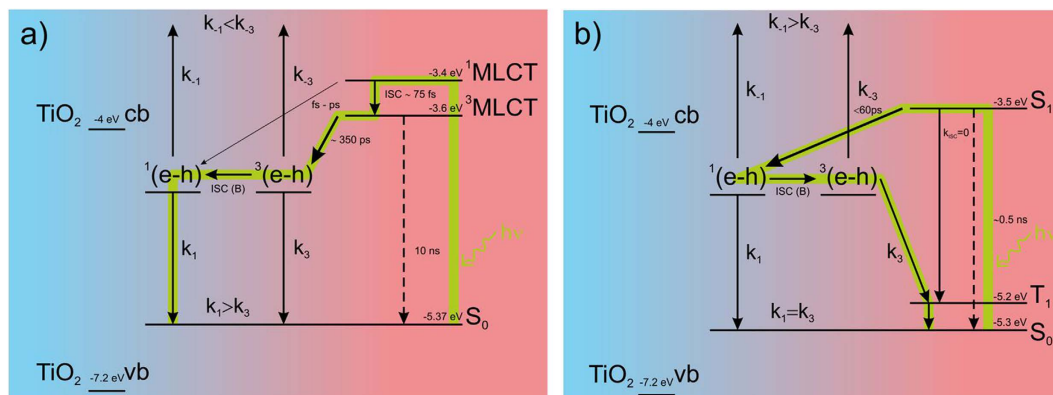 a)
k-1<k-3
k-1
k-3
-3.4 eV 1MLCT
fs - ps
ISC ~ 75 fs
-3.6 eV 3MLCT
TiO2 -4 eV cb
~ 350 ps
1(e-h)
3(e-h)
ISC (B)
k1
k3
10 ns
hν
k1>k3
-5.37 eV S0
TiO2 -7.2 eV vb
b)
k-1>k-3
k-1
k-3
<60ps
-3.5 eV S1
TiO2 -4 eV cb
kISC=0
1(e-h)
3(e-h)
ISC (B)
~0.5 ns
hν
k1
k3
-5.2 eV T1
k1=k3
-5.3 eV S0
TiO2 -7.2 eV vb